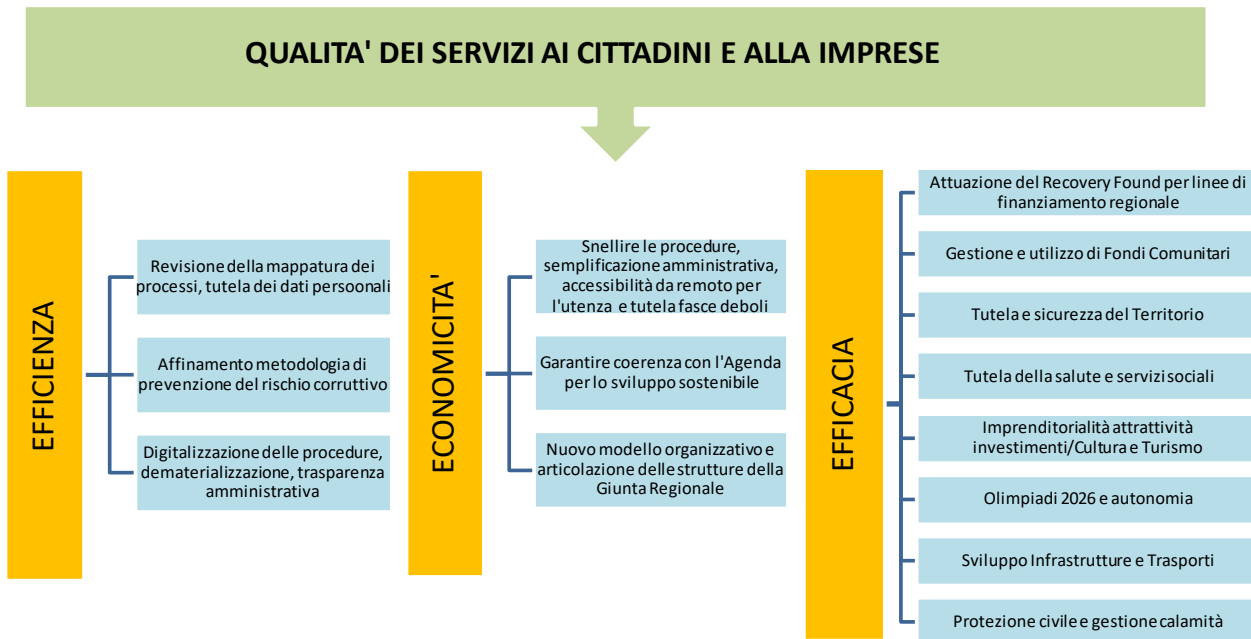 QUALITA' DEI SERVIZI AI CITTADINI E ALLA IMPRESE
EFFICIENZA
Revisione della mappatura dei
processi, tutela dei dati persoonali
Affinamento metodologia di
prevenzione del rischio corruttivo
Digitalizzazione delle procedure,
dematerializzazione, trasparenza
amministrativa
ECONOMICITA'
Snellire le procedure,
semplificazione amministrativa,
accessibilità da remoto per
l'utenza e tutela fasce deboli
Garantire coerenza con l'Agenda
per lo sviluppo sostenibile
Nuovo modello organizzativo e
articolazione delle strutture della
Giunta Regionale
EFFICACIA
Attuazione del Recovery Found per linee di
finanziamento regionale
Gestione e utilizzo di Fondi Comunitari
Tutela e sicurezza del Territorio
Tutela della salute e servizi sociali
Imprenditorialità attrattività
investimenti/Cultura e Turismo
Olimpiadi 2026 e autonomia
Sviluppo Infrastrutture e Trasporti
Protezione civile e gestione calamità